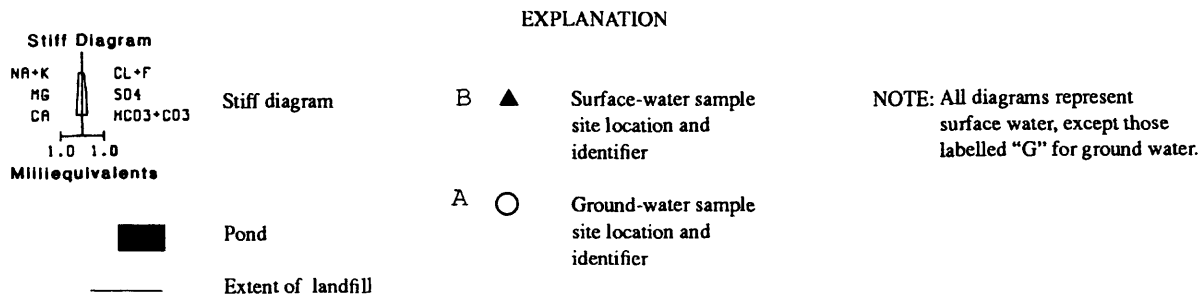 EXPLANATION
Stiff Diagram
NA+K CL+F
MG SO4
CA HCO3+CO3
1.0 1.0
Milliequivalents
Stiff diagram
Pond
Extent of landfill
B
Surface-water sample
site location and
identifier
A
Ground-water sample
site location and
identifier
NOTE: All diagrams represent
surface water, except those
labelled “G” for ground water.